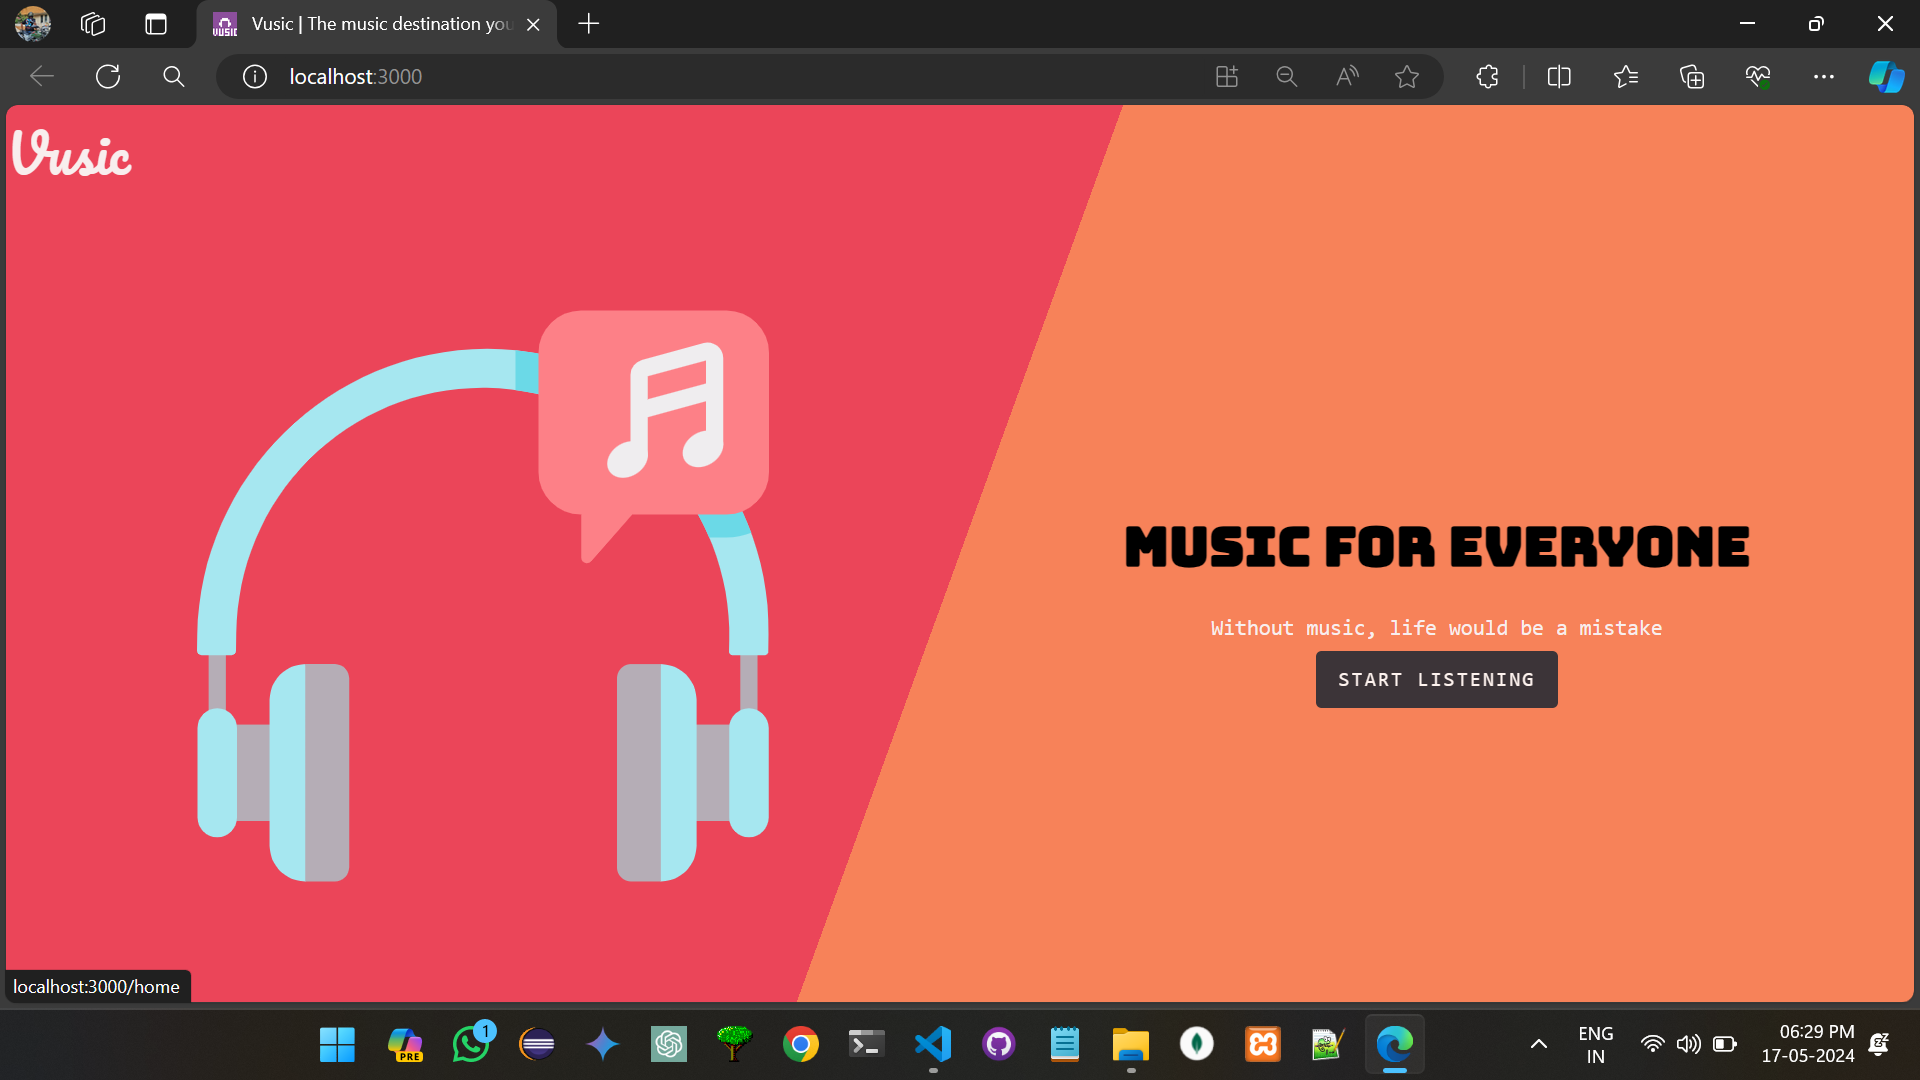 Vusic | The music destination you
localhost:3000
Vusic
MUSIC FOR EVERYONE
Without music, life would be a mistake
START LISTENING
localhost:3000/home
PRE
1
ENG
IN
06:29 PM
17-05-2024